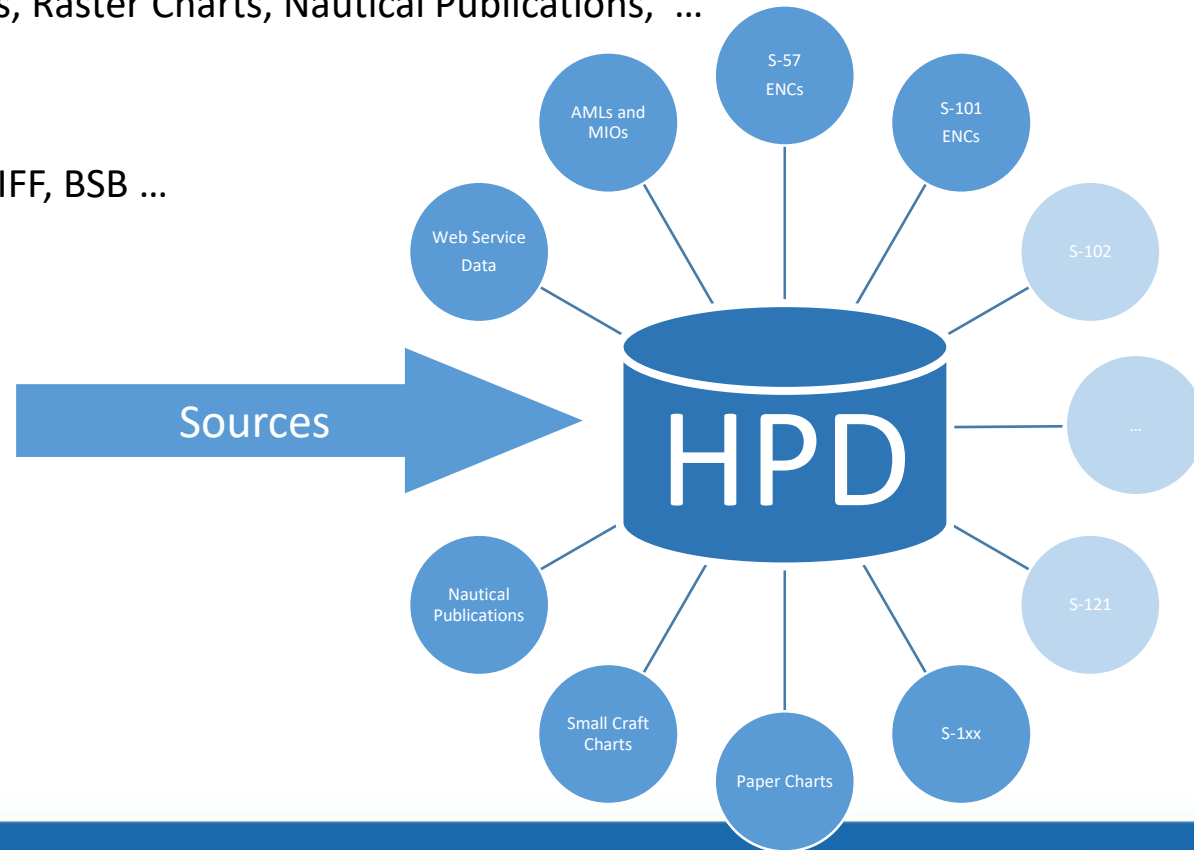 s, Raster Charts, Nautical Publications, …
IFF, BSB …
S-57
ENCs
AMLs and
MIOs
S-101
ENCs
Web Service
Data
S-102
Sources
HPD
…
Nautical
Publications
S-121
Small Craft
Charts
S-1xx
Paper Charts